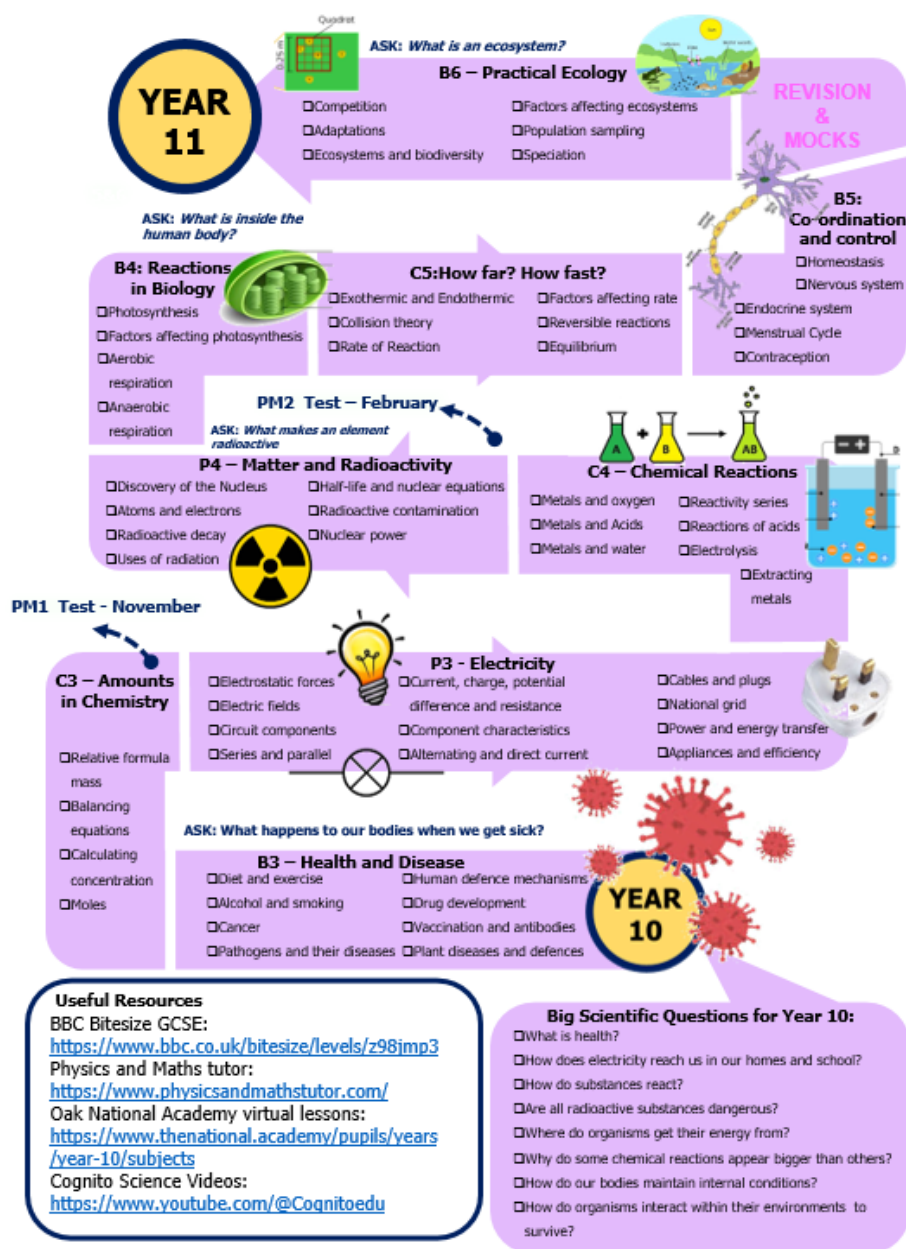 Quadrat
0.25m
ASK: What is an ecosystem?
B6 – Practical Ecology
YEAR
11
❑Competition
❑Adaptations
❑Ecosystems and biodiversity
❑Factors affecting ecosystems
❑Population sampling
❑Speciation
REVISION
&
MOCKS
B5:
Co-ordination
and control
❑Homeostasis
❑Nervous system
❑Endocrine system
❑Menstrual Cycle
❑Contraception
ASK: What is inside the
human body?
B4: Reactions
in Biology
❑Photosynthesis
❑Factors affecting photosynthesis
❑Aerobic
respiration
❑Anaerobic
respiration
C5:How far? How fast?
❑Exothermic and Endothermic
❑Collision theory
❑Rate of Reaction
❑Factors affecting rate
❑Reversible reactions
❑Equilibrium
PM2 Test – February
ASK: What makes an element
radioactive
P4 – Matter and Radioactivity
❑Discovery of the Nucleus
❑Atoms and electrons
❑Radioactive decay
❑Uses of radiation
❑Half-life and nuclear equations
❑Radioactive contamination
❑Nuclear power
A + B AB
C4 – Chemical Reactions
❑Metals and oxygen
❑Metals and Acids
❑Metals and water
❑Reactivity series
❑Reactions of acids
❑Electrolysis
❑Extracting
metals
PM1 Test - November
C3 – Amounts
in Chemistry
❑Relative formula
mass
❑Balancing
equations
❑Calculating
concentration
❑Moles
P3 - Electricity
❑Electrostatic forces
❑Electric fields
❑Circuit components
❑Series and parallel
❑Current, charge, potential
difference and resistance
❑Component characteristics
❑Alternating and direct current
❑Cables and plugs
❑National grid
❑Power and energy transfer
❑Appliances and efficiency
ASK: What happens to our bodies when we get sick?
B3 – Health and Disease
❑Diet and exercise
❑Alcohol and smoking
❑Cancer
❑Pathogens and their diseases
❑Human defence mechanisms
❑Drug development
❑Vaccination and antibodies
❑Plant diseases and defences
YEAR
10
Useful Resources
BBC Bitesize GCSE:
https://www.bbc.co.uk/bitesize/levels/z98jmp3
Physics and Maths tutor:
https://www.physicsandmathstutor.com/
Oak National Academy virtual lessons:
https://www.thenational.academy/pupils/years
/year-10/subjects
Cognito Science Videos:
https://www.youtube.com/@Cognitoedu
Big Scientific Questions for Year 10:
❑What is health?
❑How does electricity reach us in our homes and school?
❑How do substances react?
❑Are all radioactive substances dangerous?
❑Where do organisms get their energy from?
❑Why do some chemical reactions appear bigger than others?
❑How do our bodies maintain internal conditions?
❑How do organisms interact within their environments to
survive?